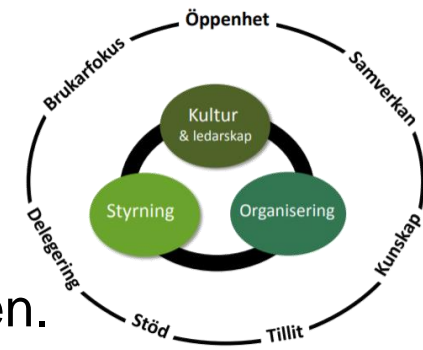 Öppenhet
Brukarfokus
Samverkan
Kultur
& ledarskap
Styrning
Organisering
Delegering
Kunskap
Stöd
Tillit
en.